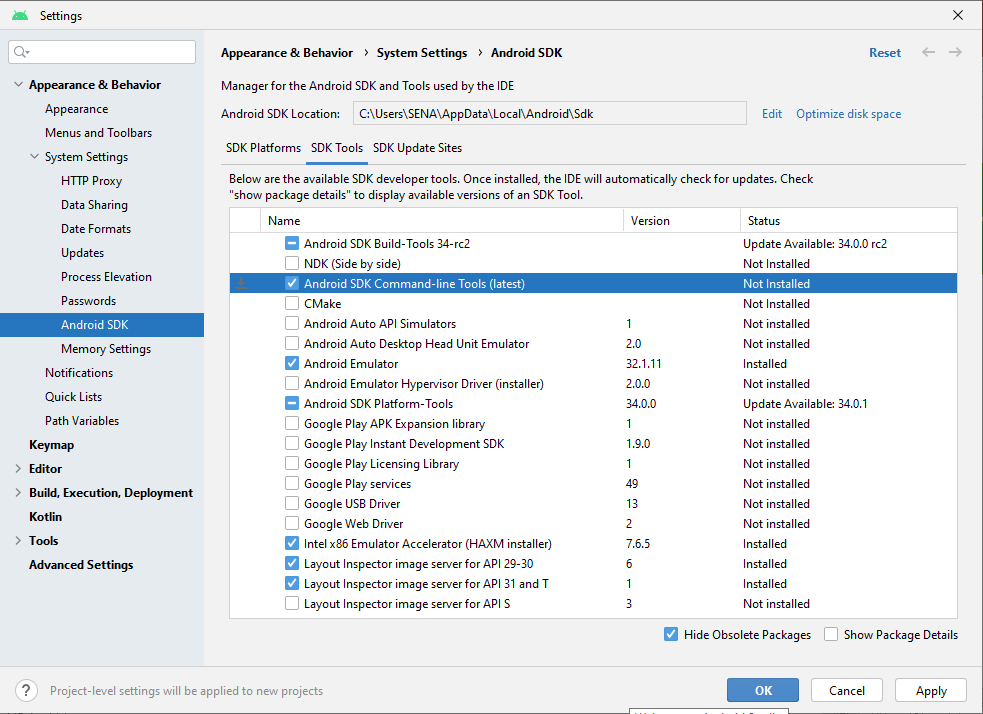 Settings
Appearance & Behavior › System Settings › Android SDK
Reset
Appearance & Behavior
Appearance
Menus and Toolbars
System Settings
HTTP Proxy
Data Sharing
Date Formats
Updates
Process Elevation
Passwords
Android SDK
Memory Settings
Notifications
Quick Lists
Path Variables
Keymap
Editor
Build, Execution, Deployment
Kotlin
Tools
Advanced Settings
Manager for the Android SDK and Tools used by the IDE
Android SDK Location: C:\Users\SENA\AppData\Local\Android\Sdk Edit Optimize disk space
SDK Platforms SDK Tools SDK Update Sites
Below are the available SDK developer tools. Once installed, the IDE will automatically check for updates. Check
"show package details" to display available versions of an SDK Tool.
Name Version Status
Android SDK Build-Tools 34-rc2 Update Available: 34.0.0 rc2
NDK (Side by side) Not Installed
Android SDK Command-line Tools (latest) Not Installed
CMake Not Installed
Android Auto API Simulators 1 Not installed
Android Auto Desktop Head Unit Emulator 2.0 Not installed
Android Emulator 32.1.11 Installed
Android Emulator Hypervisor Driver (installer) 2.0.0 Not installed
Android SDK Platform-Tools 34.0.0 Update Available: 34.0.1
Google Play APK Expansion library 1 Not installed
Google Play Instant Development SDK 1.9.0 Not installed
Google Play Licensing Library 1 Not installed
Google Play services 49 Not installed
Google USB Driver 13 Not installed
Google Web Driver 2 Not installed
Intel x86 Emulator Accelerator (HAXM installer) 7.6.5 Installed
Layout Inspector image server for API 29-30 6 Installed
Layout Inspector image server for API 31 and T 1 Installed
Layout Inspector image server for API S 3 Not installed
Hide Obsolete Packages Show Package Details
? Project-level settings will be applied to new projects
OK Cancel Apply